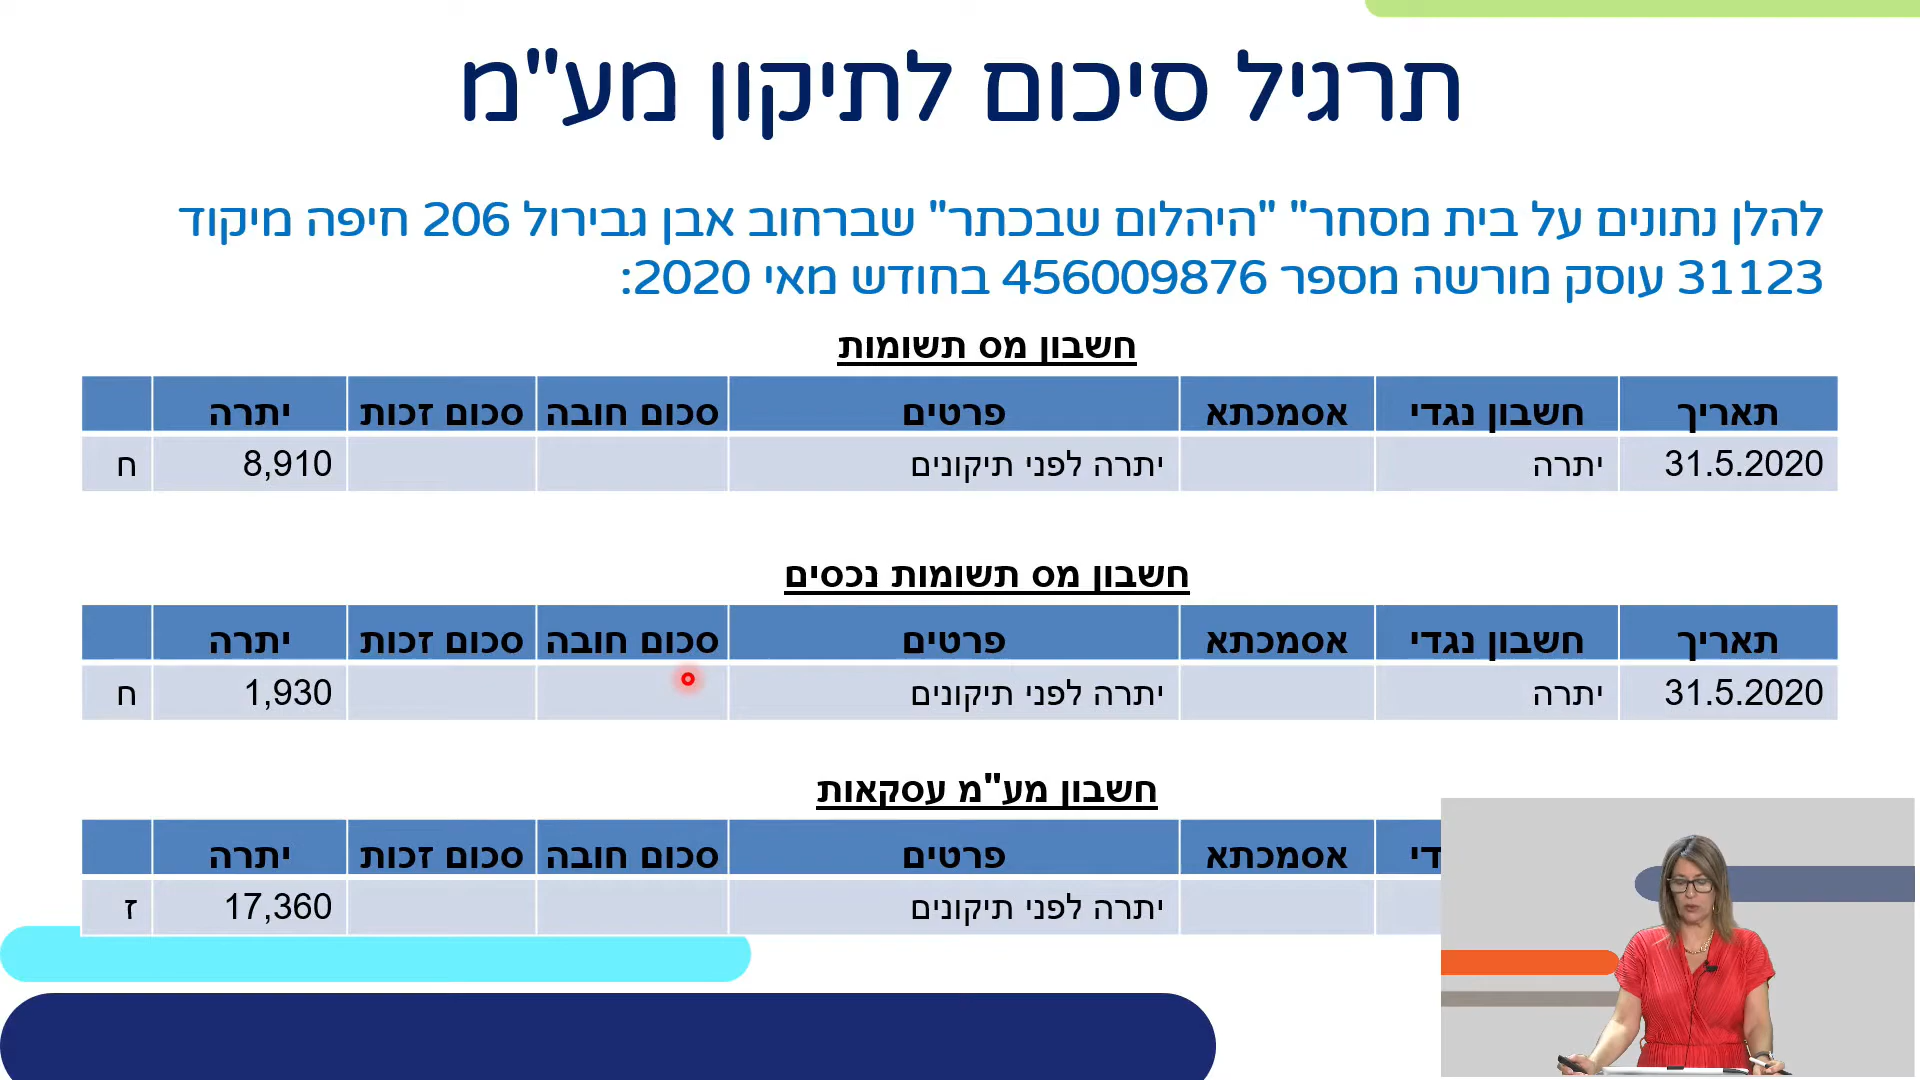 תרגיל סיכום לתיקון מע"מ
להלן נתונים על בית מסחר" "היהלום שבכתר" שברחוב אבן גבירול 206 חיפה מיקוד
31123 עוסק מורשה מספר 456009876 בחודש מאי 2020:
חשבון מס תשומות
תאריך חשבון נגדי אסמכתא פרטים סכום חובה סכום זכות יתרה
31.5.2020 יתרה יתרה לפני תיקונים 8,910 ח
חשבון מס תשומות נכסים
תאריך חשבון נגדי אסמכתא פרטים סכום חובה סכום זכות יתרה
31.5.2020 יתרה יתרה לפני תיקונים 1,930 ח
חשבון מע"מ עסקאות
אסמכתא פרטים סכום חובה סכום זכות יתרה
יתרה לפני תיקונים 17,360 ז